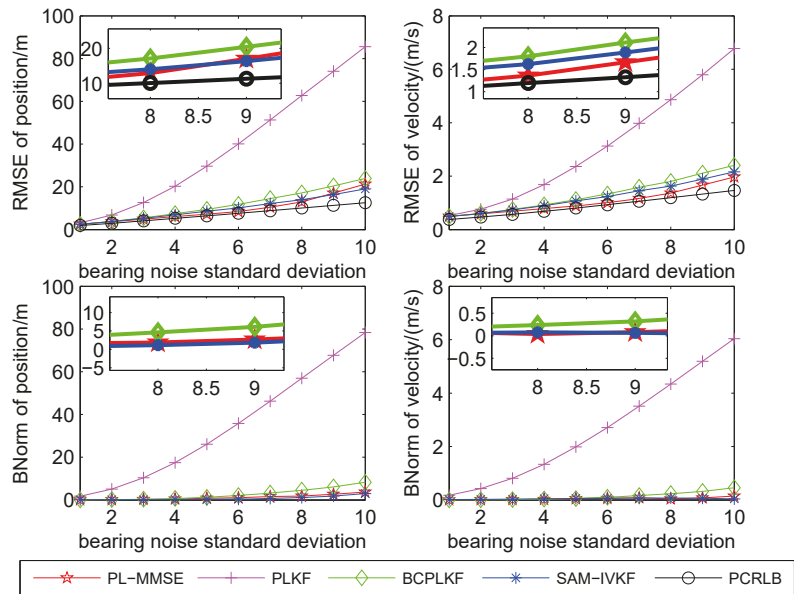 RMSE of position/m
100
80
60
40
20
0
2 4 6 8 10
bearing noise standard deviation
20
10
8 8.5 9
RMSE of velocity/(m/s)
8
6
4
2
0
2 4 6 8 10
bearing noise standard deviation
2
1.5
1
8 8.5 9
BNorm of position/m
100
80
60
40
20
0
2 4 6 8 10
bearing noise standard deviation
10
5
0
−5
8 8.5 9
BNorm of velocity/(m/s)
8
6
4
2
0
2 4 6 8 10
bearing noise standard deviation
0.5
0
−0.5
8 8.5 9
PL−MMSE PLKF BCPLKF SAM−IVKF PCRLB